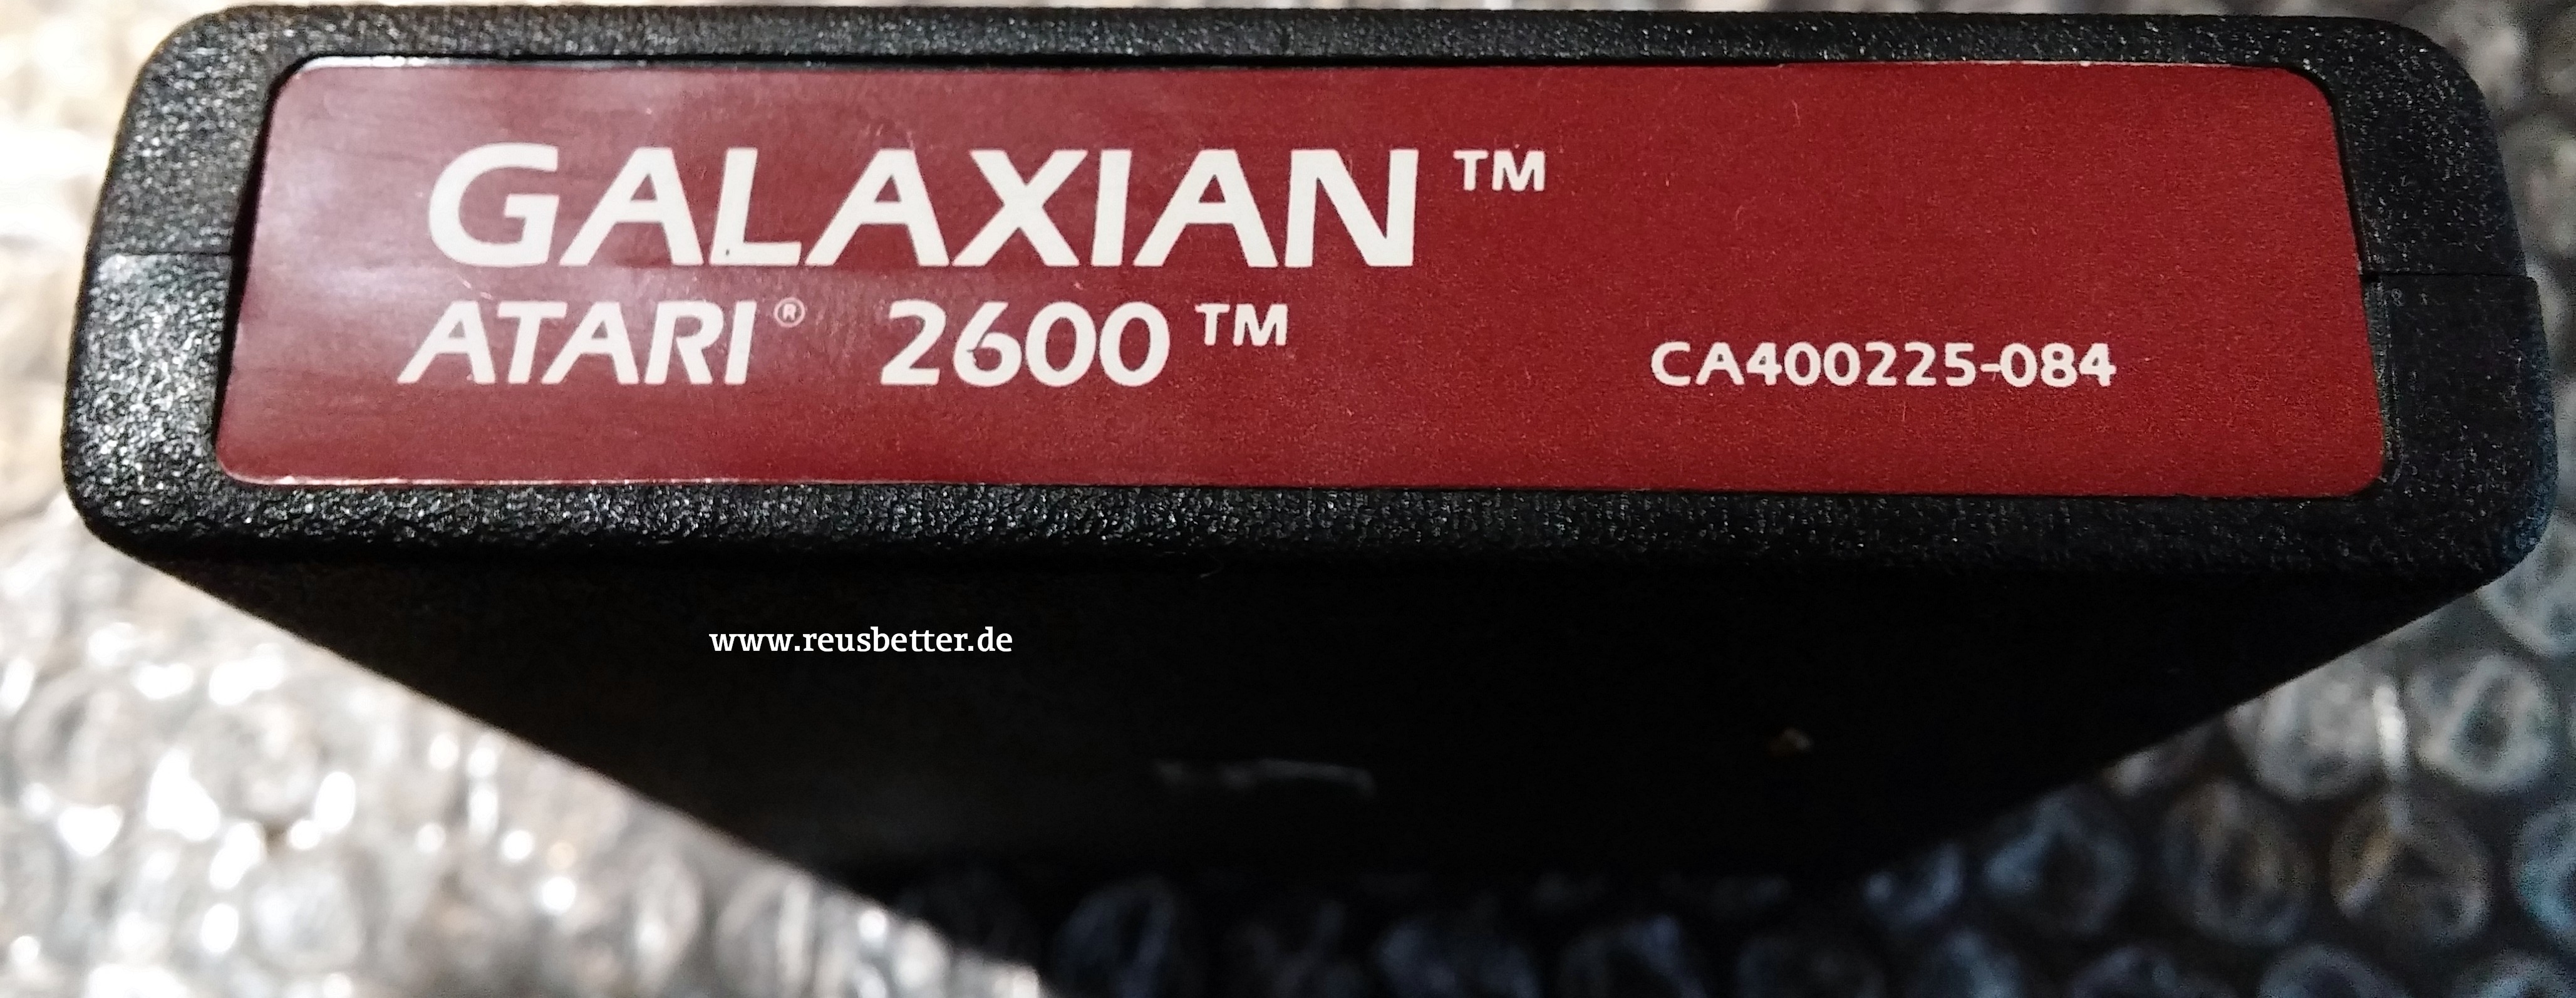 GALAXIAN™
ATARI® 2600™
CA400225-084
www.reusbetter.de